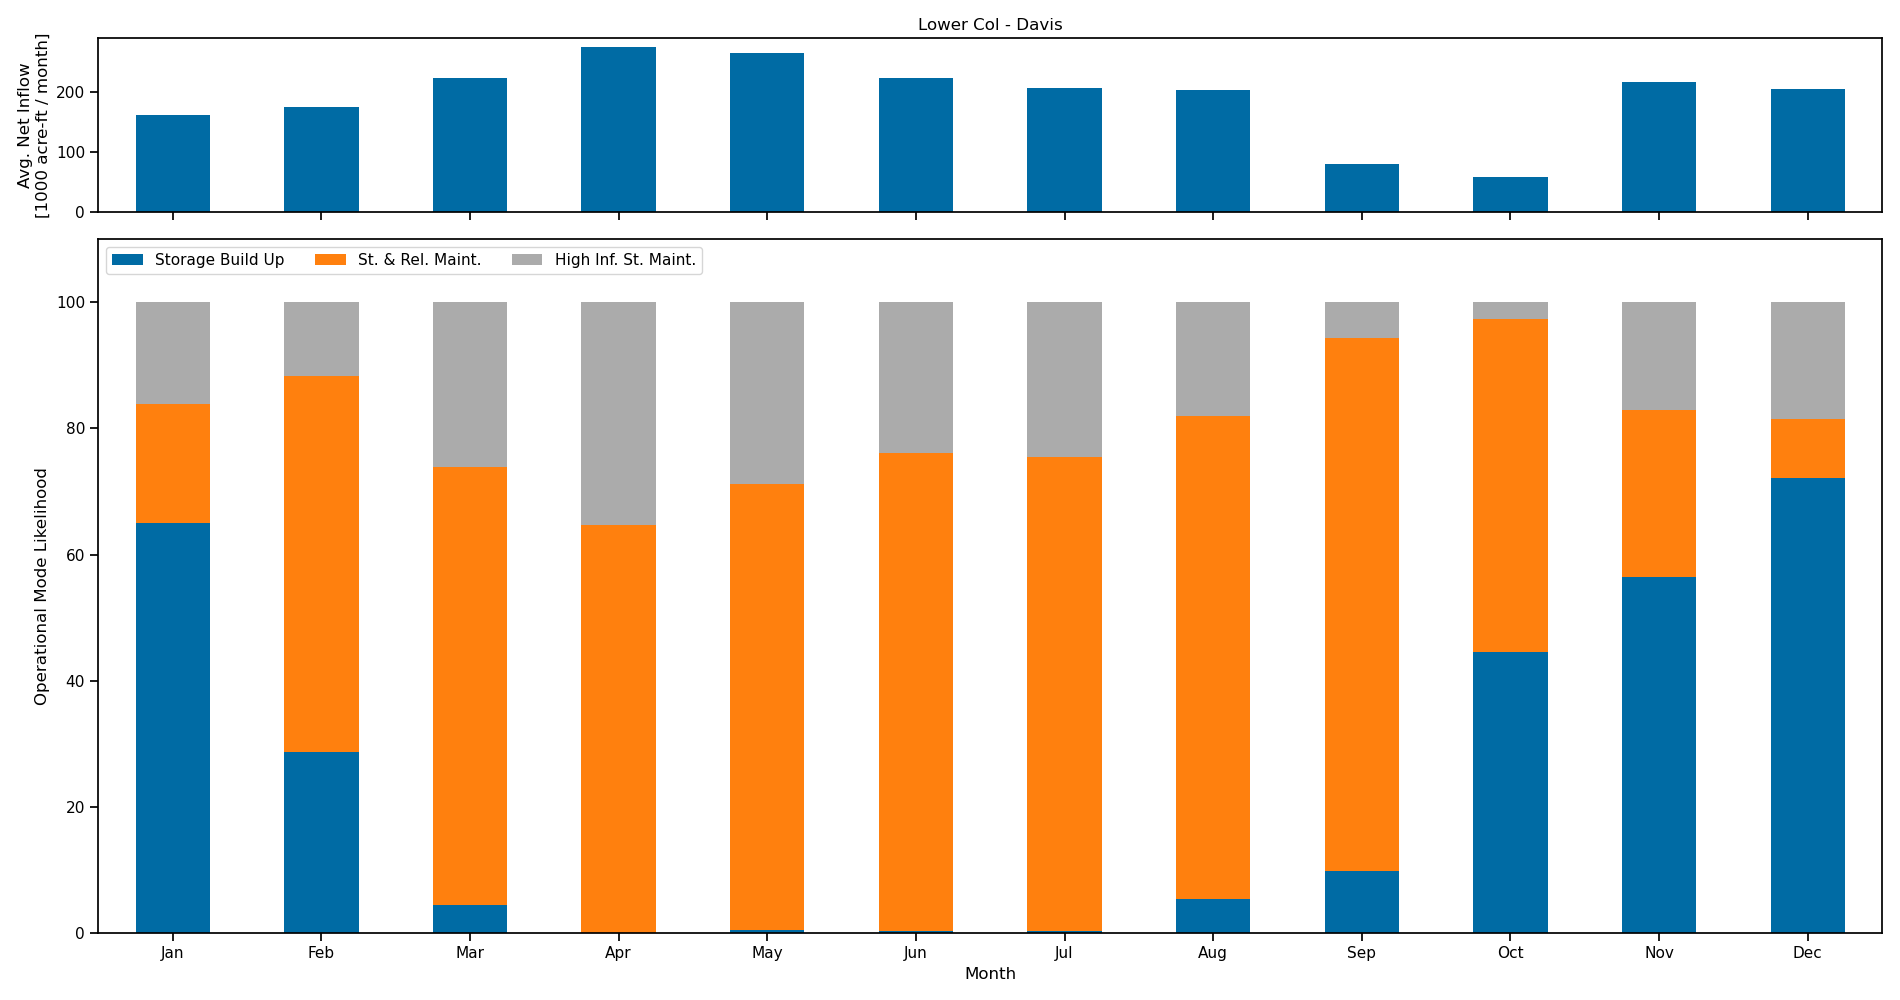 Lower Col - Davis
Avg. Net Inflow
[1000 acre-ft / month]
200
100
0
Storage Build Up St. & Rel. Maint. High Inf. St. Maint.
Operational Mode Likelihood
100
80
60
40
20
0
Jan Feb Mar Apr May Jun Jul Aug Sep Oct Nov Dec
Month